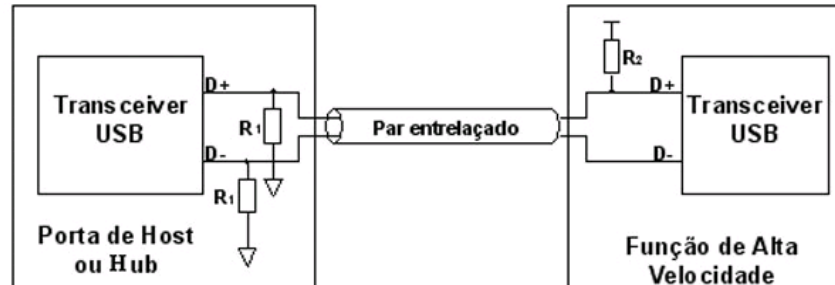 Transceiver
USB
D+
D-
R1
R1
Porta de Host
ou Hub
Par entrelaçado
R2
D+
D-
Transceiver
USB
Função de Alta
Velocidade